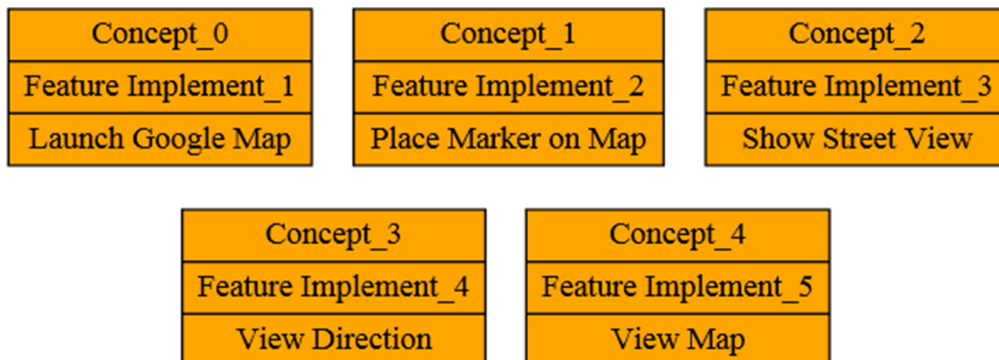 Concept_0
Feature Implement_1
Launch Google Map
Concept_1
Feature Implement_2
Place Marker on Map
Concept_2
Feature Implement_3
Show Street View
Concept_3
Feature Implement_4
View Direction
Concept_4
Feature Implement_5
View Map